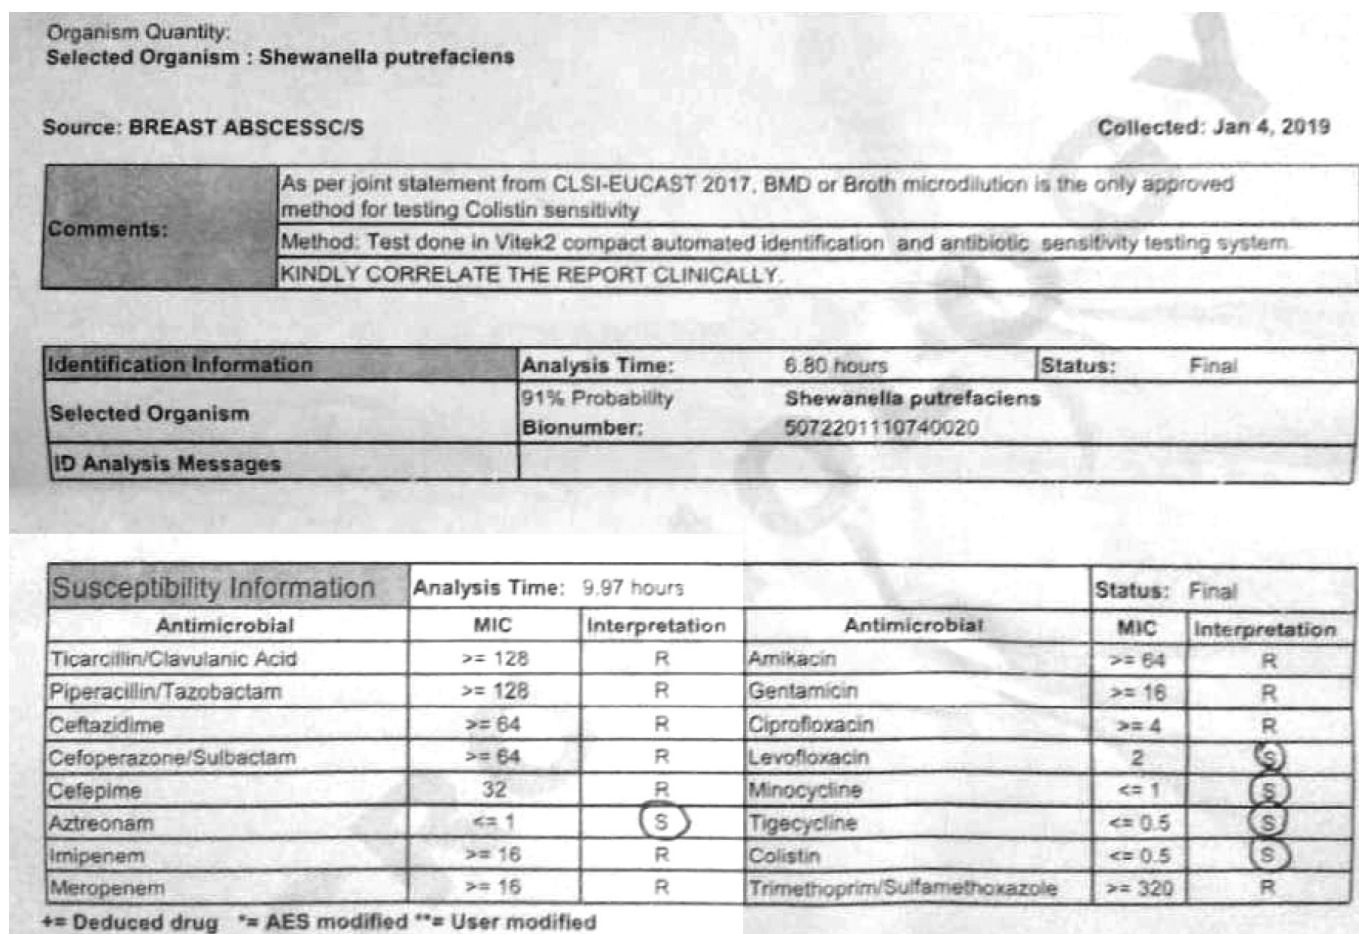 Organism Quantity:
Selected Organism : Shewanella putrefaciens
Source: BREAST ABSCESSC/S
Collected: Jan 4, 2019
Comments:
As per joint statement from CLSI-EUCAST 2017, BMD or Broth microdilution is the only approved
method for testing Colistin sensitivity
Method: Test done in Vitek2 compact automated identification and antibiotic sensitivity testing system.
KINDLY CORRELATE THE REPORT CLINICALLY.
Identification Information Analysis Time: 6.80 hours Status: Final
Selected Organism
91% Probability Shewanella putrefaciens
Bionumber: 5072201110740020
ID Analysis Messages
Susceptibility Information Analysis Time: 9.97 hours Status: Final
Antimicrobial MIC Interpretation Antimicrobial MIC Interpretation
Ticarcillin/Clavulanic Acid >= 128 R Amikacin >= 64 R
Piperacillin/Tazobactam >= 128 R Gentamicin >= 16 R
Ceftazidime >= 64 R Ciprofloxacin >= 4 R
Cefoperazone/Sulbactam >= 64 R Levofloxacin 2 S
Cefepime 32 R Minocycline <= 1 S
Aztreonam <= 1 S Tigecycline <= 0.5 S
Imipenem >= 16 R Colistin <= 0.5 S
Meropenem >= 16 R Trimethoprim/Sulfamethoxazole >= 320 R
+= Deduced drug *= AES modified **= User modified